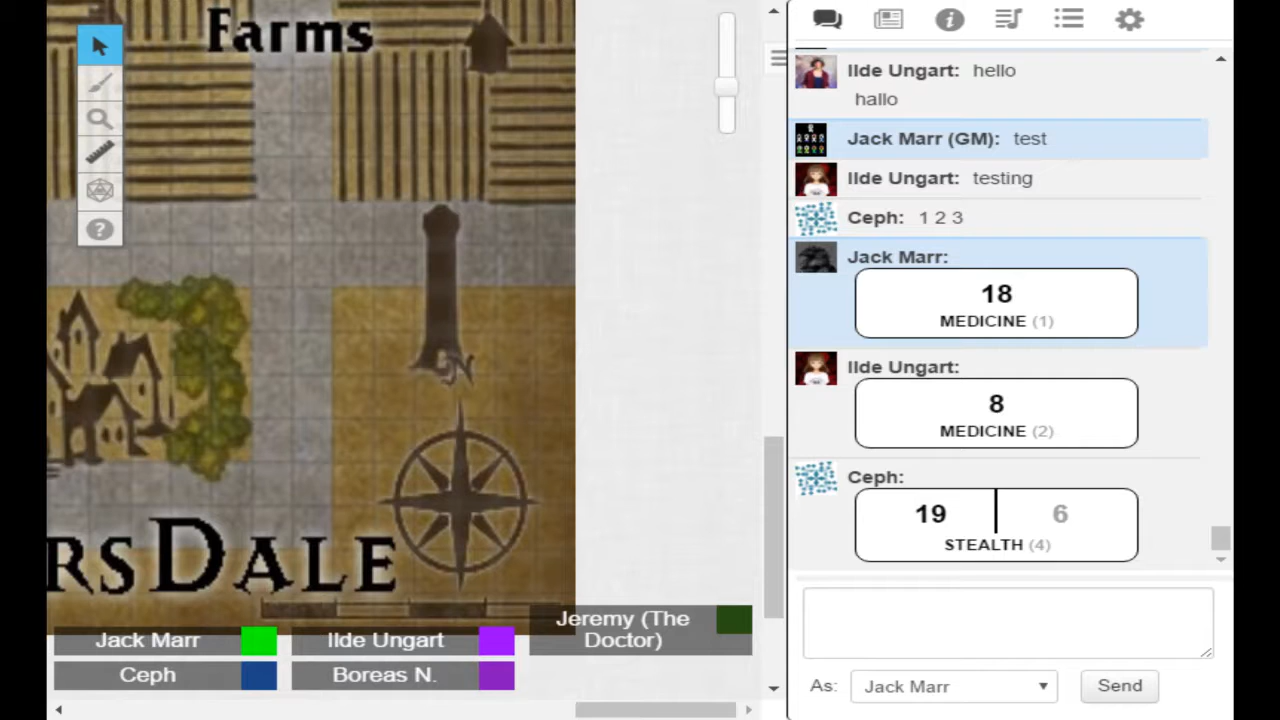 Farms
N
RSDALE
Jack Marr
Ilde Ungart
Jeremy (The
Doctor)
Ceph
Boreas N.
Ilde Ungart: hello
hallo
Jack Marr (GM): test
Ilde Ungart: testing
Ceph: 1 2 3
Jack Marr:
18
MEDICINE (1)
Ilde Ungart:
8
MEDICINE (2)
Ceph:
19 6
STEALTH (4)
As: Jack Marr Send